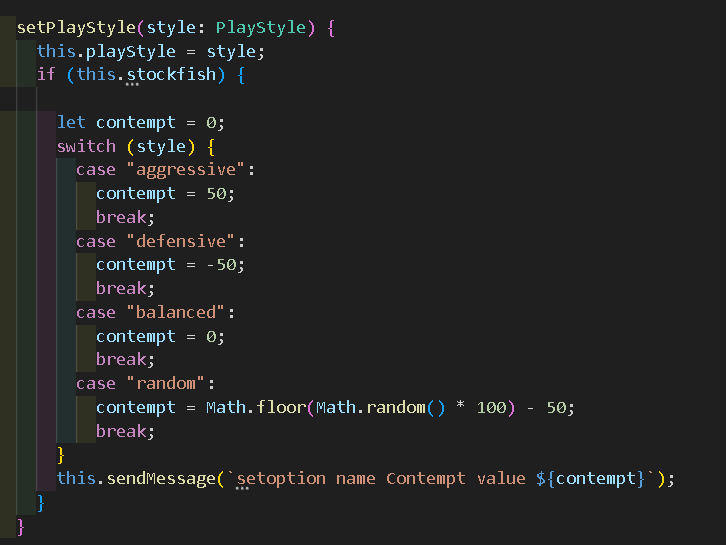 setPlayStyle(style: PlayStyle) {
this.playStyle = style;
if (this.stockfish) {
let contempt = 0;
switch (style) {
case "aggressive":
contempt = 50;
break;
case "defensive":
contempt = -50;
break;
case "balanced":
contempt = 0;
break;
case "random":
contempt = Math.floor(Math.random() * 100) - 50;
break;
}
this.sendMessage(`setoption name Contempt value ${contempt}`);
}
}